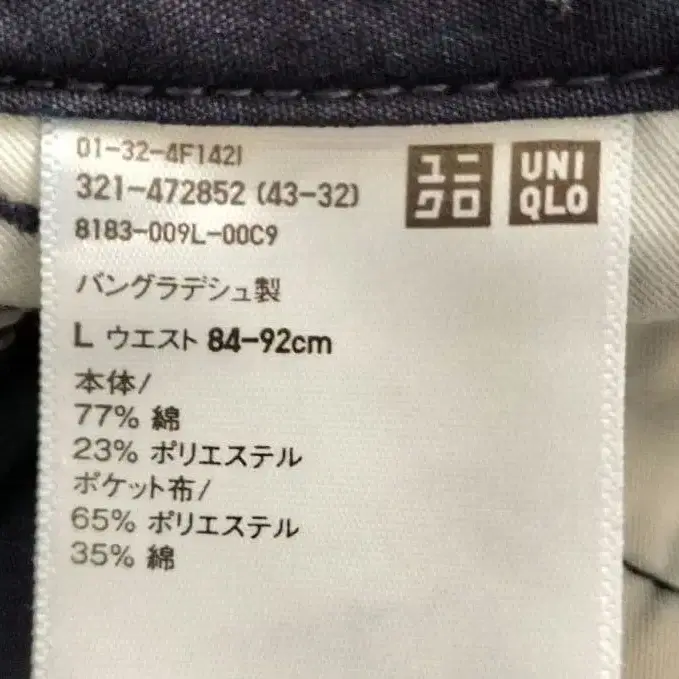 01-32-4F142I
321-472852 (43-32)
8183-009L-00C9
ユニクロ
UNIQLO
バングラデシュ製
L ウエスト 84-92cm
本体/
77% 綿
23% ポリエステル
ポケット布/
65% ポリエステル
35% 綿